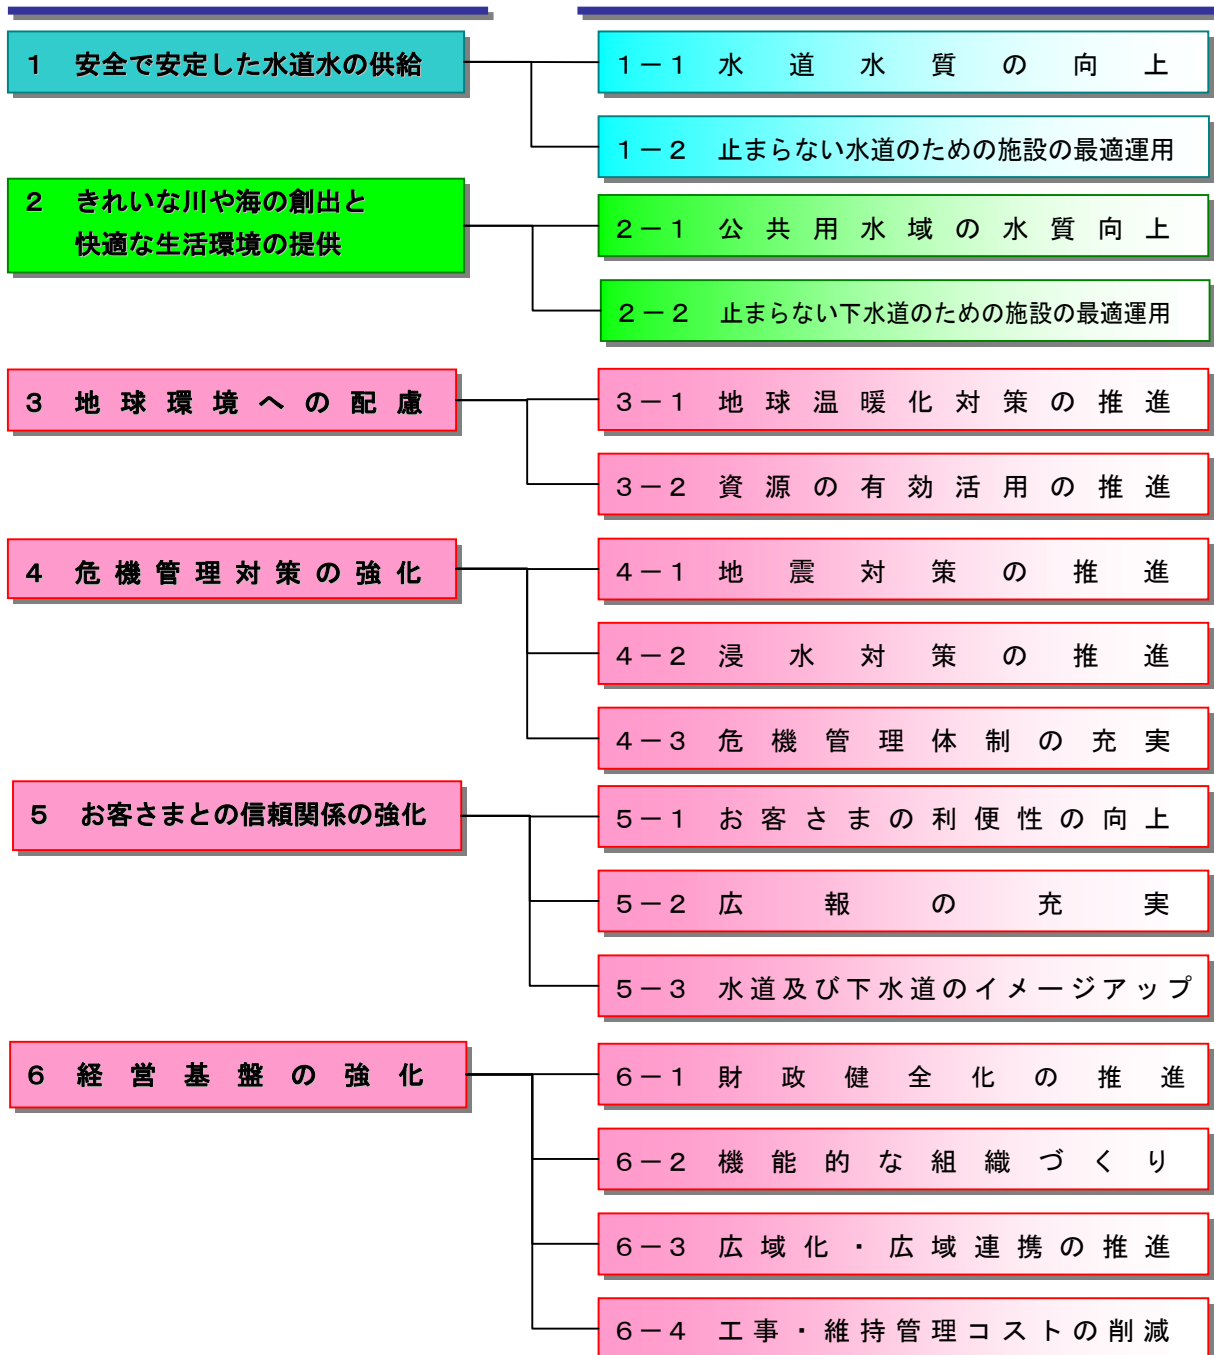 1 安全で安定した水道水の供給
1－1 水道水質の向上
1－2 止まらない水道のための施設の最適運用
2 きれいな川や海の創出と
快適な生活環境の提供
2－1 公共用水域の水質向上
2－2 止まらない下水道のための施設の最適運用
3 地球環境への配慮
3－1 地球温暖化対策の推進
3－2 資源の有効活用の推進
4 危機管理対策の強化
4－1 地震対策の推進
4－2 浸水対策の推進
4－3 危機管理体制の充実
5 お客さまとの信頼関係の強化
5－1 お客さまの利便性の向上
5－2 広報の充実
5－3 水道及び下水道のイメージアップ
6 経営基盤の強化
6－1 財政健全化の推進
6－2 機能的な組織づくり
6－3 広域化・広域連携の推進
6－4 工事・維持管理コストの削減